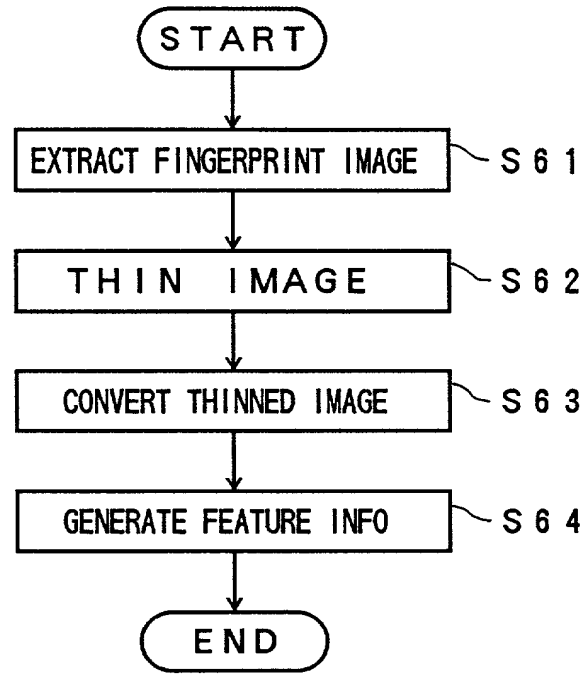 START
EXTRACT FINGERPRINT IMAGE S61
THIN IMAGE S62
CONVERT THINNED IMAGE S63
GENERATE FEATURE INFO S64
END